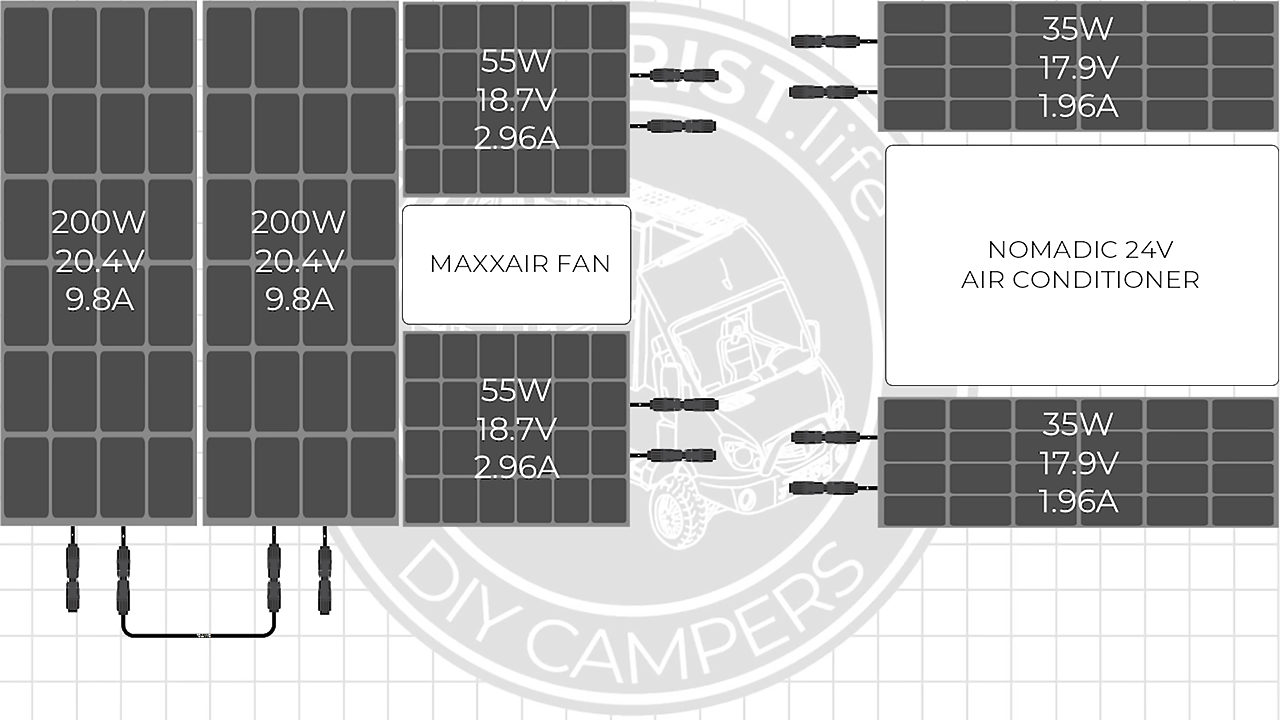 200W
20.4V
9.8A
200W
20.4V
9.8A
55W
18.7V
2.96A
MAXXAIR FAN
55W
18.7V
2.96A
35W
17.9V
1.96A
NOMADIC 24V
AIR CONDITIONER
35W
17.9V
1.96A
RIST.life
DIY CAMPERS